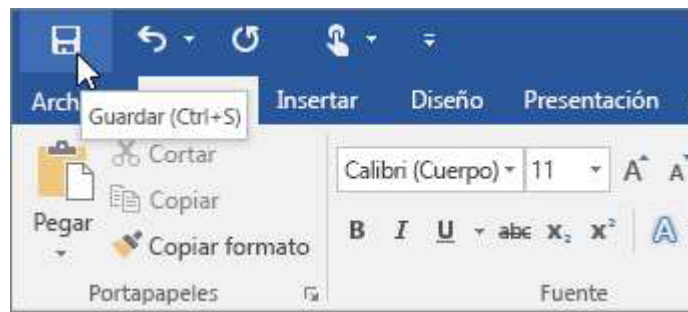 Arch
Insertar
Diseño
Presentación
Guardar (Ctrl+S)
Cortar
Copiar
Copiar formato
Pegar
Portapapeles
Calibri (Cuerpo)
11
A A
B I U abc X₂ X² A
Fuente